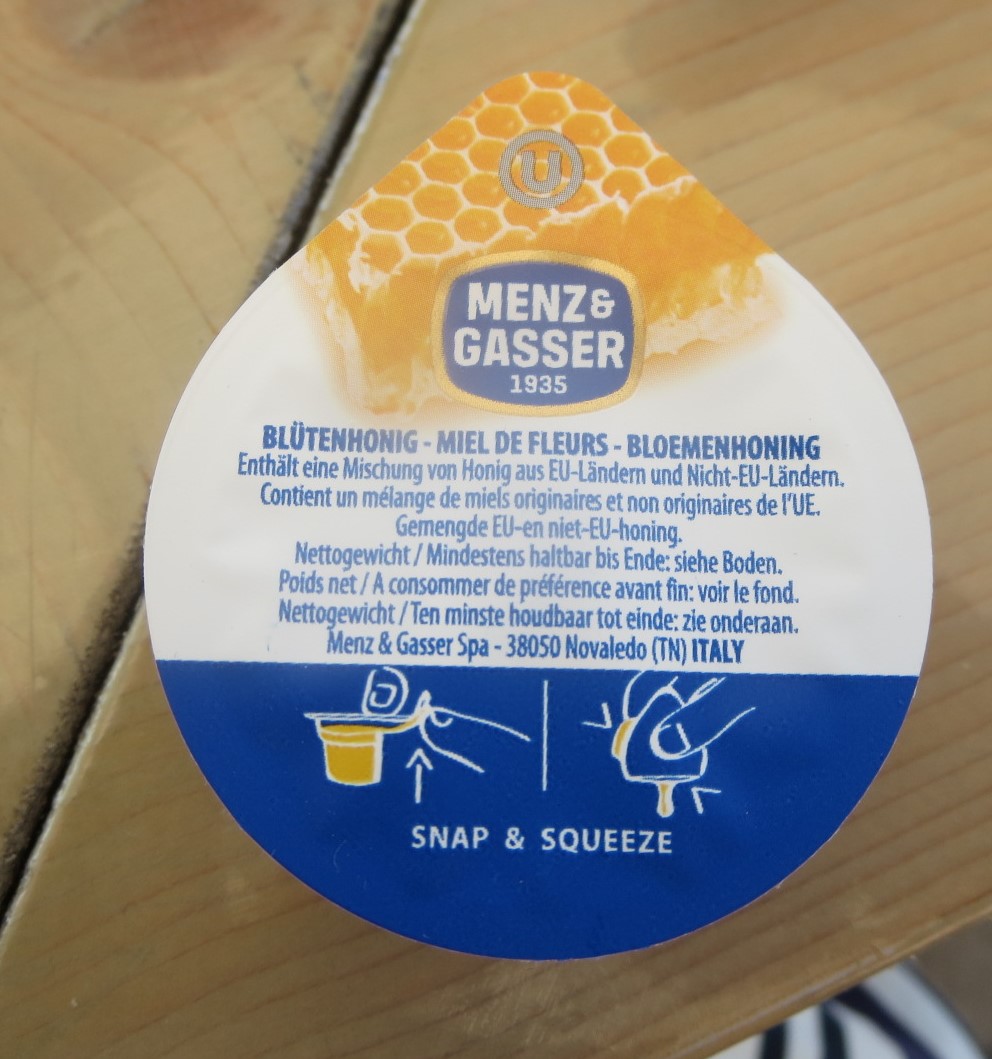 U
MENZ&
GASSER
1935
BLÜTENHONIG - MIEL DE FLEURS - BLOEMENHONING
Enthält eine Mischung von Honig aus EU-Ländern und Nicht-EU-Ländern.
Contient un mélange de miels originaires et non originaires de l'UE.
Gemengde EU-en niet-EU-honing.
Nettogewicht / Mindestens haltbar bis Ende: siehe Boden.
Poids net / A consommer de préférence avant fin: voir le fond.
Nettogewicht / Ten minste houdbaar tot einde: zie onderaan.
Menz & Gasser Spa - 38050 Novaledo (TN) ITALY
SNAP & SQUEEZE